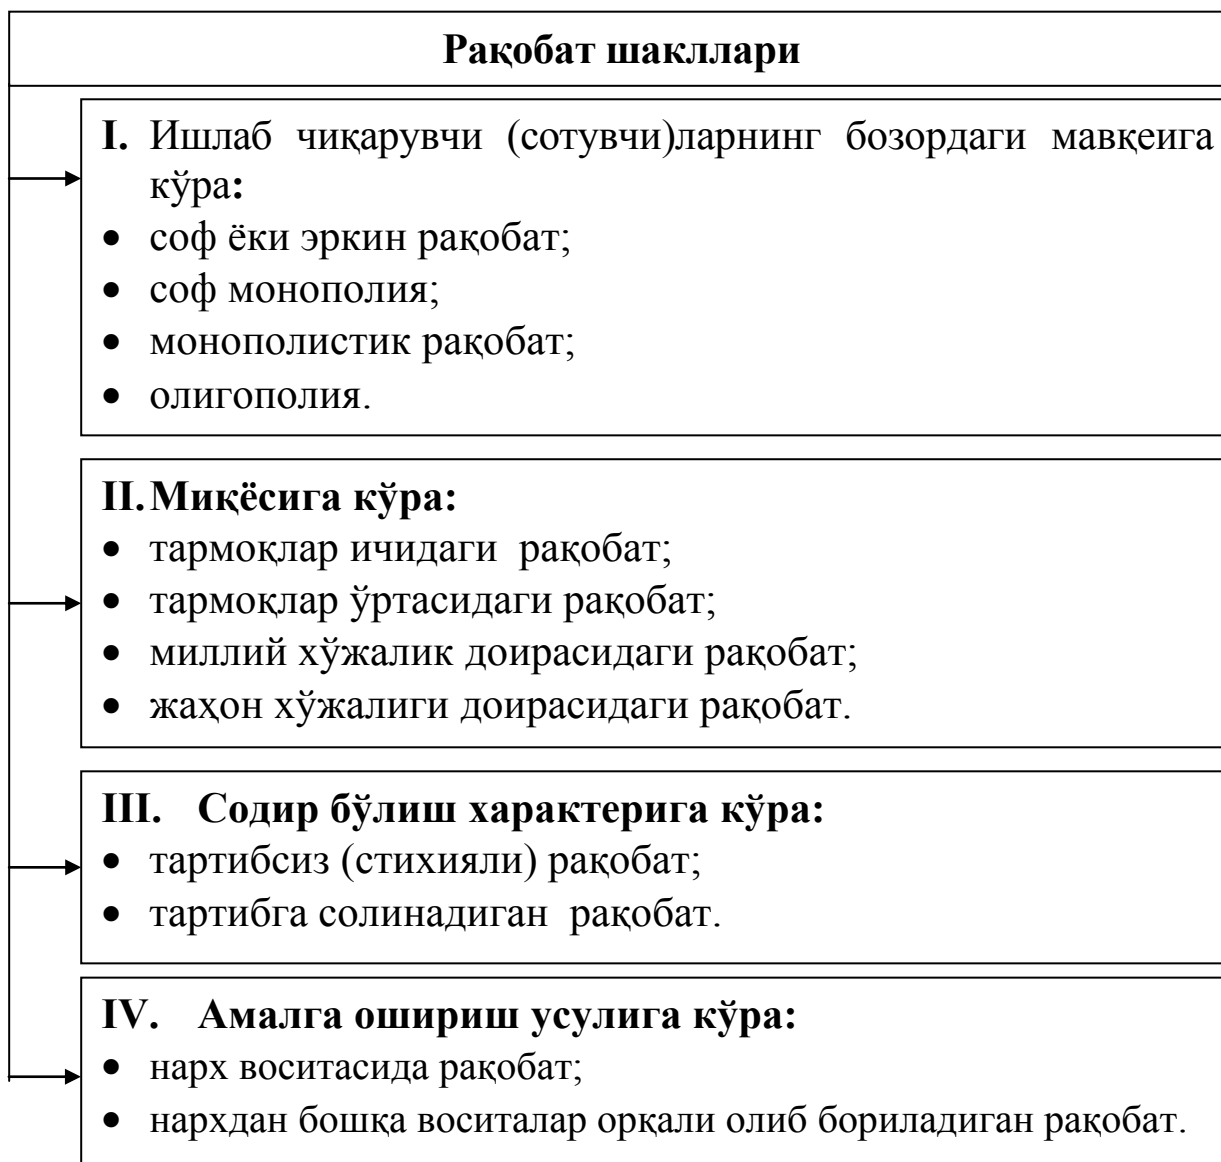 Рақобат шакллари
I. Ишлаб чиқарувчи (сотувчи)ларнинг бозордаги мавқеига
кўра:
• соф ёки эркин рақобат;
• соф монополия;
• монополистик рақобат;
• олигополия.
II. Миқёсига кўра:
• тармоқлар ичидаги рақобат;
• тармоқлар ўртасидаги рақобат;
• миллий хўжалик доирасидаги рақобат;
• жаҳон хўжалиги доирасидаги рақобат.
III. Содир бўлиш характерига кўра:
• тартибсиз (стихияли) рақобат;
• тартибга солинадиган рақобат.
IV. Амалга ошириш усулига кўра:
• нарх воситасида рақобат;
• нархдан бошқа воситалар орқали олиб бориладиган рақобат.